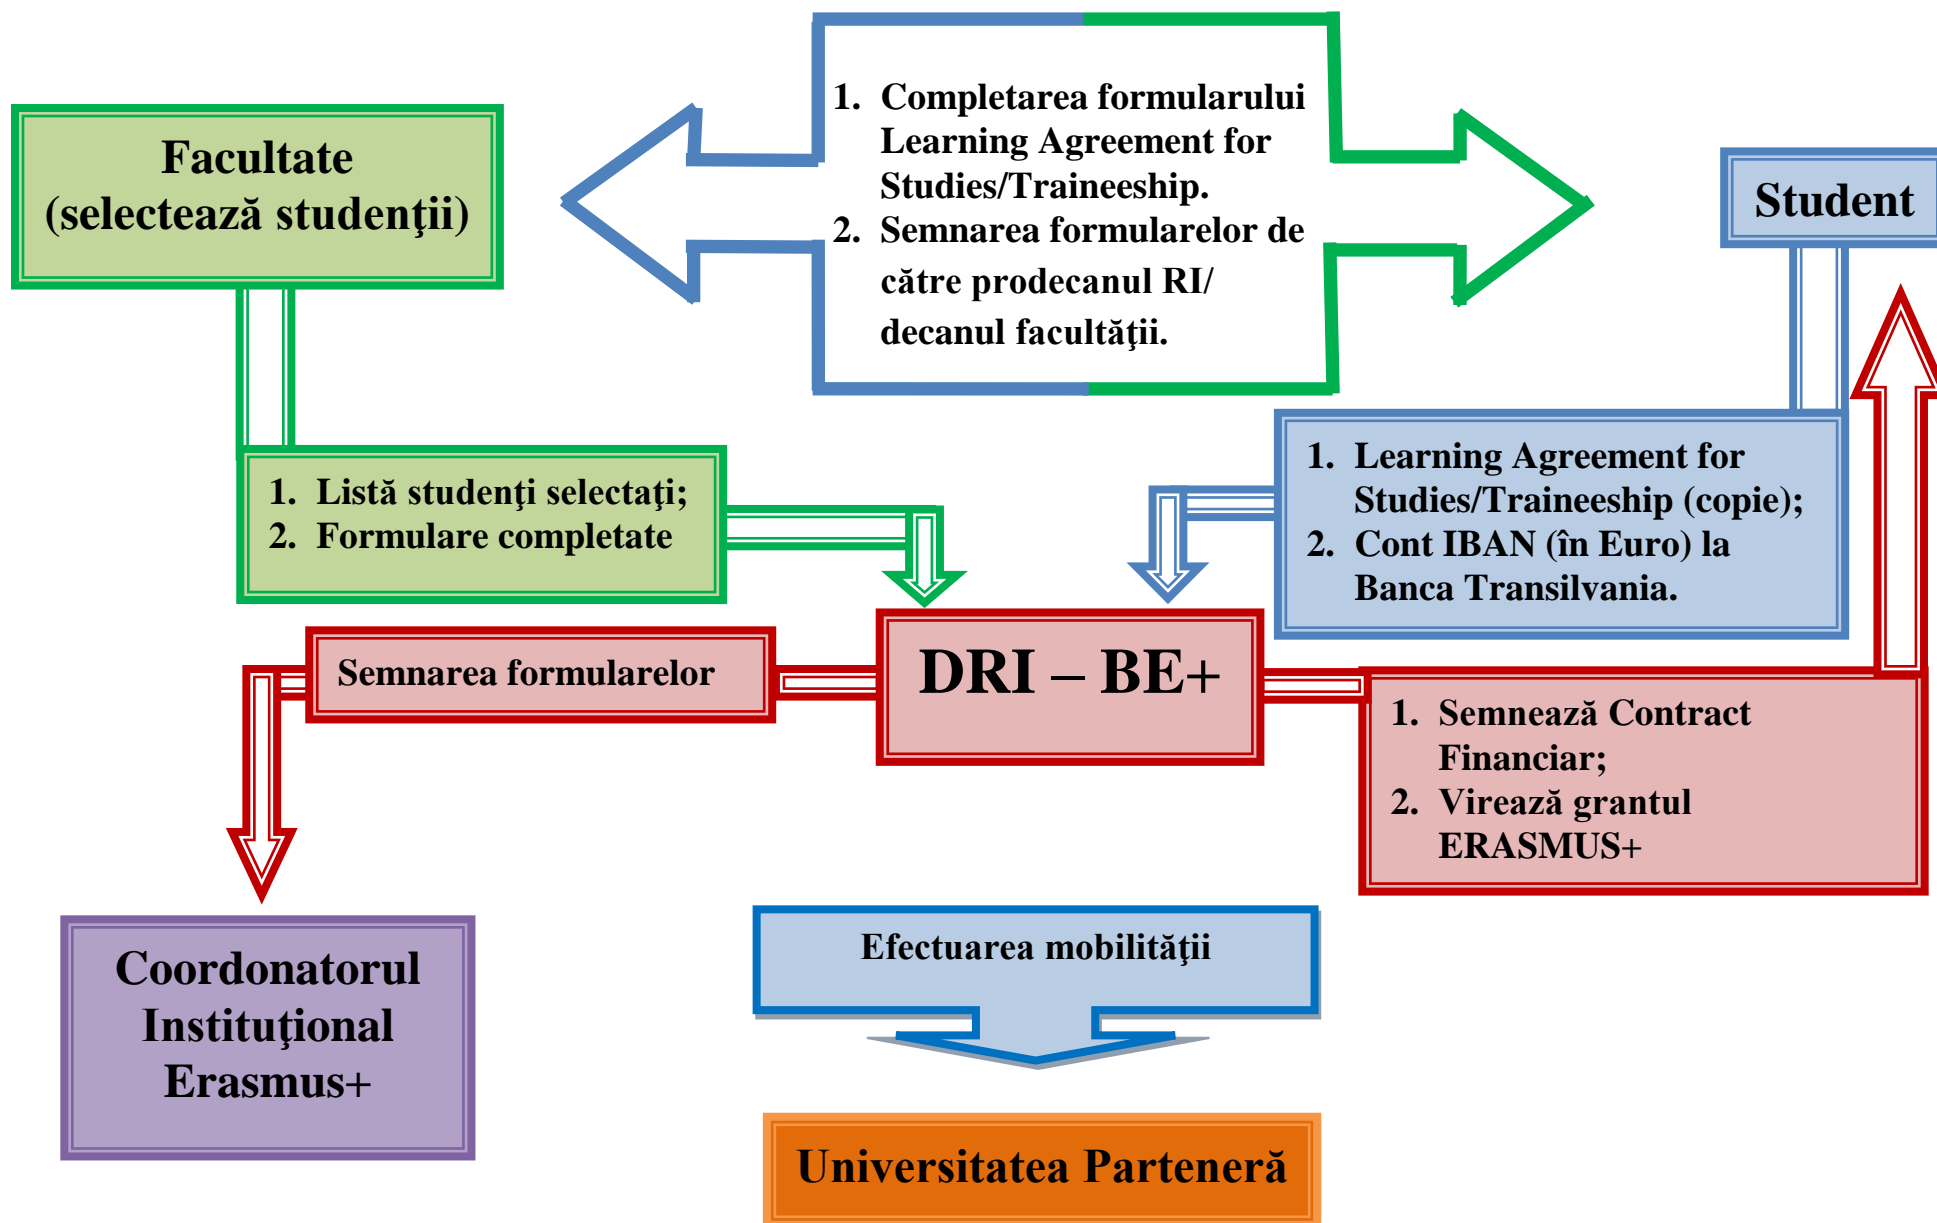 Facultate
(selectează studenţii)
1. Completarea formularului
Learning Agreement for
Studies/Traineeship.
2. Semnarea formularelor de
către prodecanul RI/
decanul facultăţii.
Student
1. Listă studenţi selectaţi;
2. Formulare completate
1. Learning Agreement for
Studies/Traineeship (copie);
2. Cont IBAN (în Euro) la
Banca Transilvania.
Semnarea formularelor
DRI – BE+
1. Semnează Contract
Financiar;
2. Virează grantul
ERASMUS+
Coordonatorul
Instituţional
Erasmus+
Efectuarea mobilităţii
Universitatea Parteneră